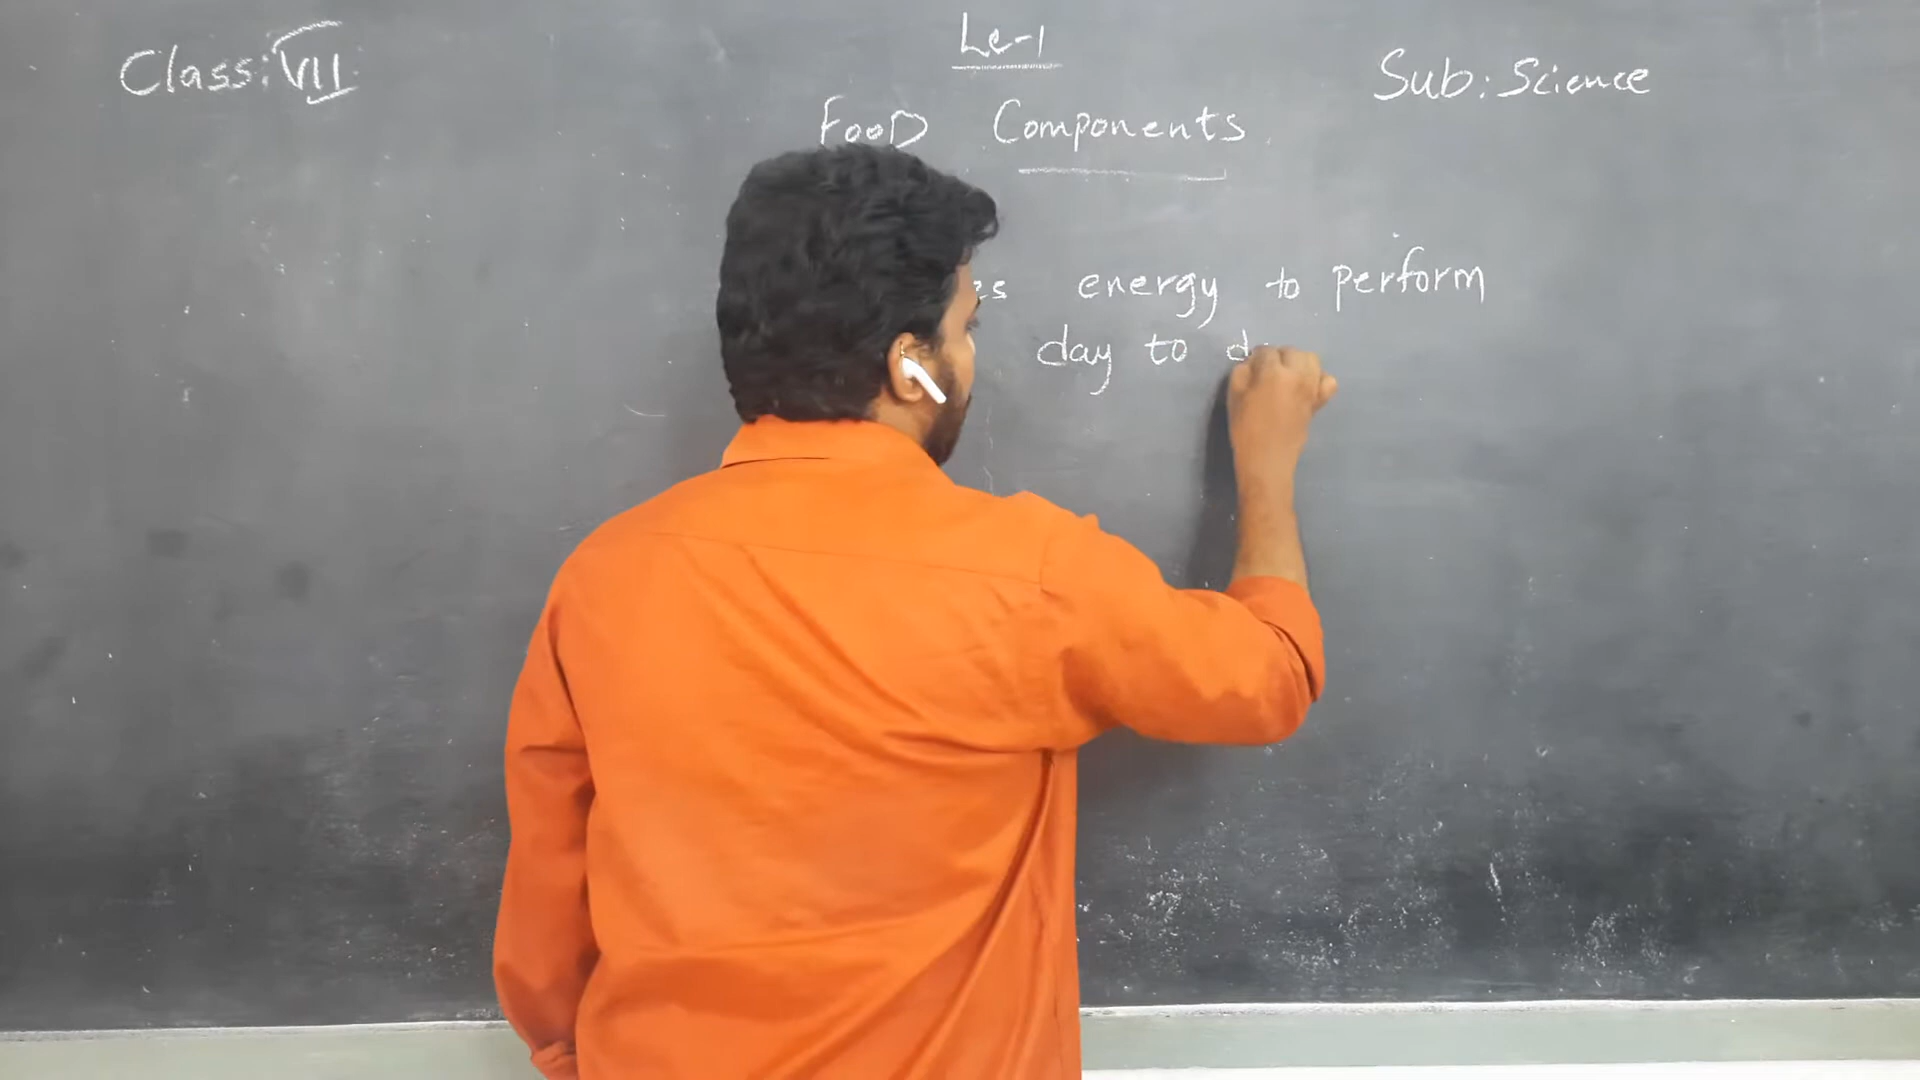 Le-1
Class: VII
Sub: Science
FooD Components
energy to perform
day to